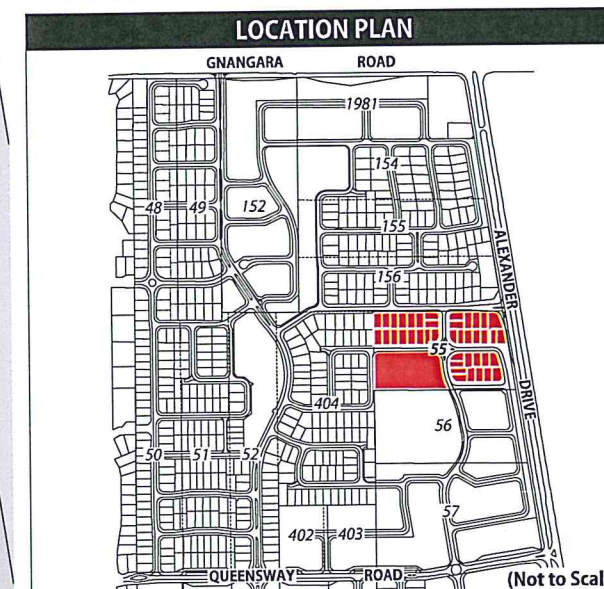 LOCATION PLAN
GNANGARA ROAD
1981
154
48 49 152
155
ALEXANDER DRIVE
156
55
404
56
50 51 52
57
402 403
QUEENSWAY ROAD
(Not to Scal